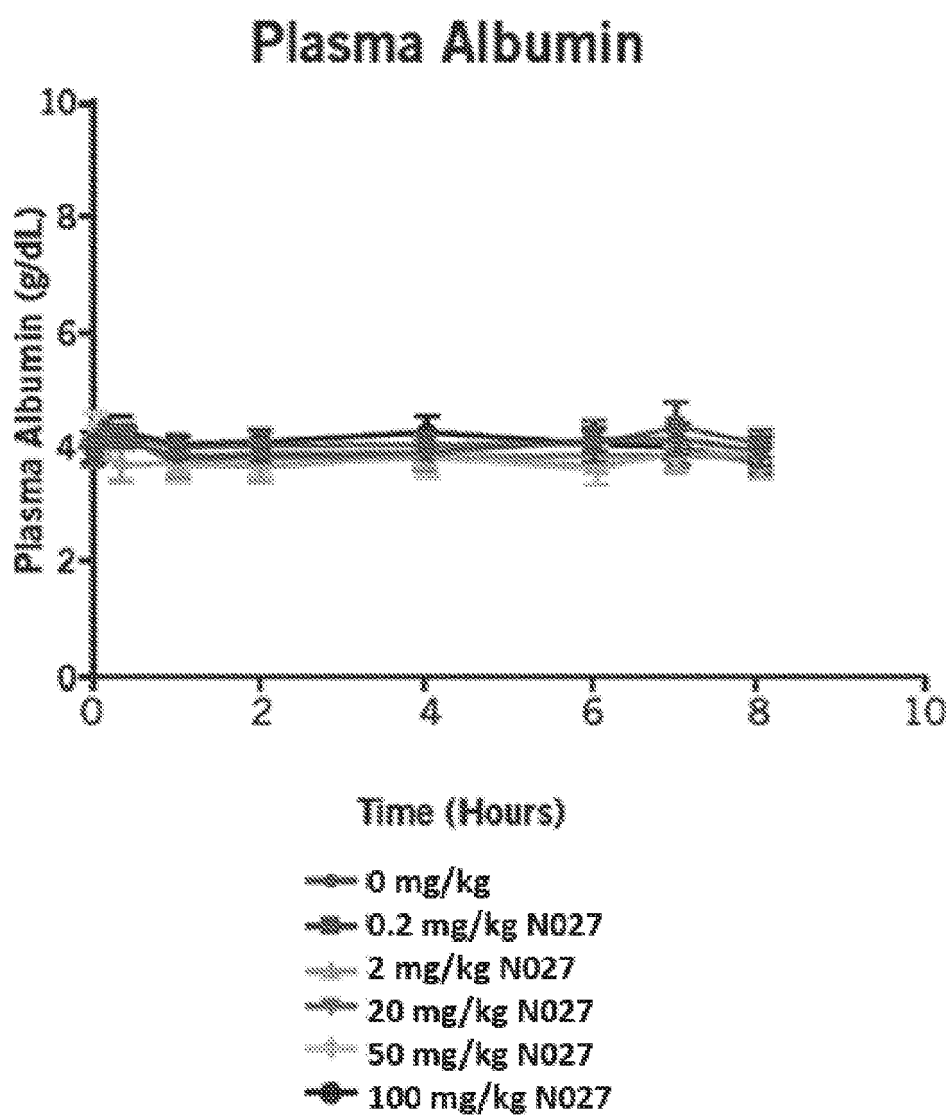 Plasma Albumin
10
8
6
4
2
0
Plasma Albumin (g/dL)
0 2 4 6 8 10
Time (Hours)
0 mg/kg
0.2 mg/kg N027
2 mg/kg N027
20 mg/kg N027
50 mg/kg N027
100 mg/kg N027